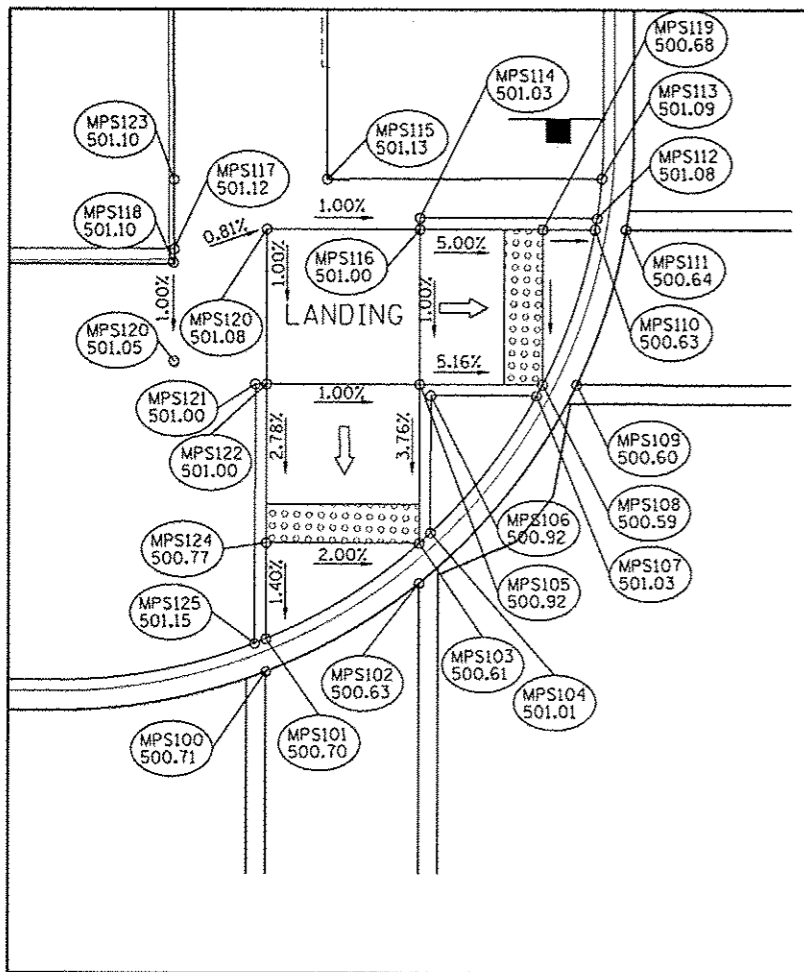 MPS119
500.68
MPS114
501.03
MPS113
501.09
MPS123
501.10
MPS115
501.13
MPS112
501.08
MPS117
501.12
MPS118
501.10
0.81%
1.00%
MPS116
501.00
5.00%
MPS111
500.64
1.00%
1.00%
1.00%
MPS120
501.08
LANDING
MPS110
500.63
MPS120
501.05
5.16%
MPS121
501.00
1.00%
MPS122
501.00
2.78%
3.76%
MPS109
500.60
MPS108
500.59
MPS106
500.92
MPS107
501.03
MPS124
500.77
2.00%
MPS105
500.92
1.40%
MPS125
501.15
MPS103
500.61
MPS102
500.63
MPS104
501.01
MPS100
500.71
MPS101
500.70